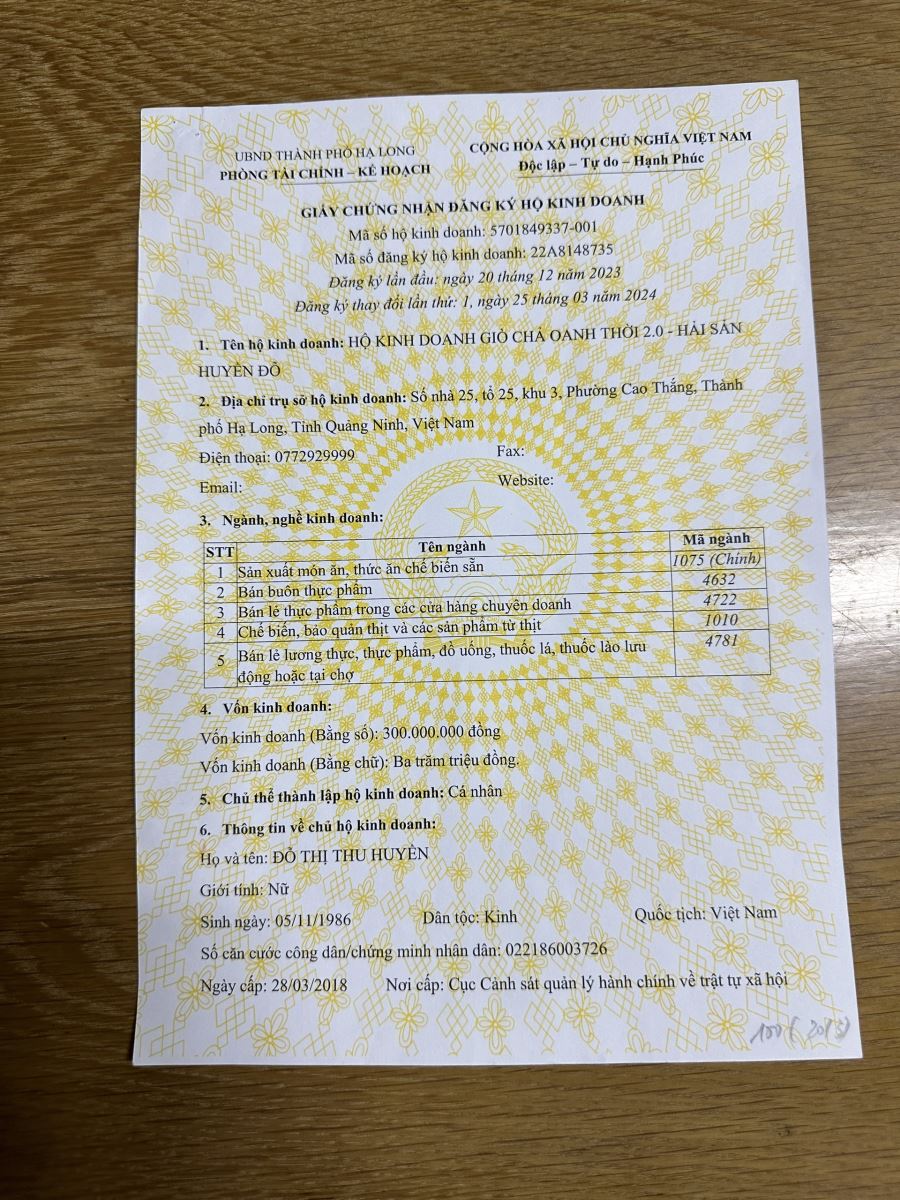 UBND THÀNH PHỐ HẠ LONG
PHÒNG TÀI CHÍNH – KẾ HOẠCH
CỘNG HÒA XÃ HỘI CHỦ NGHĨA VIỆT NAM
Độc lập – Tự do – Hạnh Phúc
GIẤY CHỨNG NHẬN ĐĂNG KÝ HỘ KINH DOANH
Mã số hộ kinh doanh: 5701849337-001
Mã số đăng ký hộ kinh doanh: 22A8148735
Đăng ký lần đầu: ngày 20 tháng 12 năm 2023
Đăng ký thay đổi lần thứ: 1, ngày 25 tháng 03 năm 2024
1. Tên hộ kinh doanh: HỘ KINH DOANH GIÒ CHẢ OANH THỜI 2.0 - HẢI SẢN
HUYỀN ĐỖ
2. Địa chỉ trụ sở hộ kinh doanh: Số nhà 25, tổ 25, khu 3, Phường Cao Thắng, Thành
phố Hạ Long, Tỉnh Quảng Ninh, Việt Nam
Điện thoại: 0772929999 Fax:
Email: Website:
3. Ngành, nghề kinh doanh:
STT Tên ngành Mã ngành
1 Sản xuất món ăn, thức ăn chế biến sẵn 1075 (Chính)
2 Bán buôn thực phẩm 4632
3 Bán lẻ thực phẩm trong các cửa hàng chuyên doanh 4722
4 Chế biến, bảo quản thịt và các sản phẩm từ thịt 1010
5 Bán lẻ lương thực, thực phẩm, đồ uống, thuốc lá, thuốc lào lưu 4781
động hoặc tại chợ
4. Vốn kinh doanh:
Vốn kinh doanh (Bằng số): 300.000.000 đồng
Vốn kinh doanh (Bằng chữ): Ba trăm triệu đồng.
5. Chủ thể thành lập hộ kinh doanh: Cá nhân
6. Thông tin về chủ hộ kinh doanh:
Họ và tên: ĐỖ THỊ THU HUYỀN
Giới tính: Nữ
Sinh ngày: 05/11/1986 Dân tộc: Kinh Quốc tịch: Việt Nam
Số căn cước công dân/chứng minh nhân dân: 022186003726
Ngày cấp: 28/03/2018 Nơi cấp: Cục Cảnh sát quản lý hành chính về trật tự xã hội